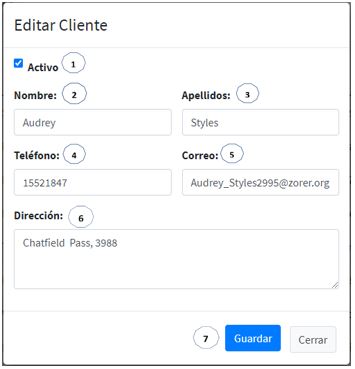 Editar Cliente
Activo 1
Nombre: 2 Apellidos: 3
Audrey Styles
Teléfono: 4 Correo: 5
15521847 Audrey_Styles2995@zorer.org
Dirección: 6
Chatfield Pass, 3988
7 Guardar Cerrar